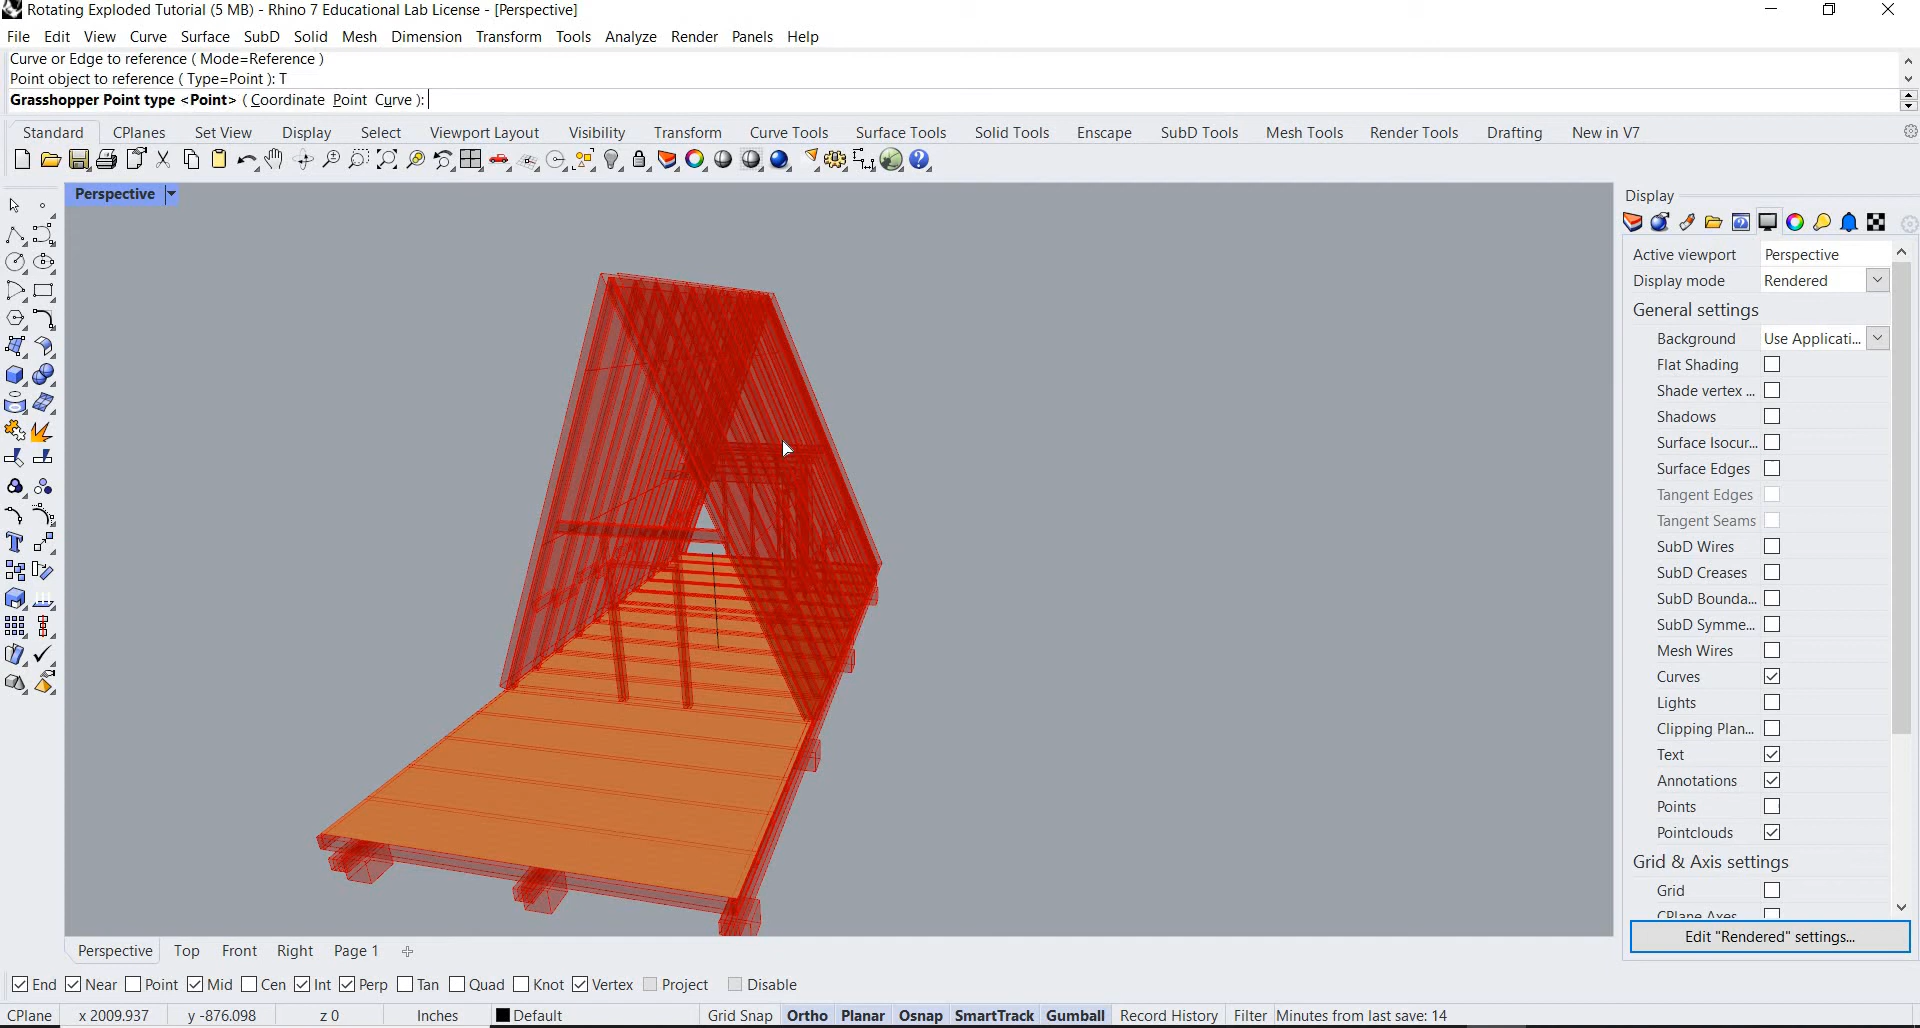 Rotating Exploded Tutorial (5 MB) - Rhino 7 Educational Lab License - [Perspective]
File Edit View Curve Surface SubD Solid Mesh Dimension Transform Tools Analyze Render Panels Help
Curve or Edge to reference ( Mode=Reference )
Point object to reference ( Type=Point ): T
Grasshopper Point type <Point> ( Coordinate Point Curve ):
Standard CPlanes Set View Display Select Viewport Layout Visibility Transform Curve Tools Surface Tools Solid Tools Enscape SubD Tools Mesh Tools Render Tools Drafting New in V7
Perspective
Display
Active viewport Perspective
Display mode Rendered
General settings
Background Use Applicati...
Flat Shading
Shade vertex ...
Shadows
Surface Isocur...
Surface Edges
Tangent Edges
Tangent Seams
SubD Wires
SubD Creases
SubD Bounda...
SubD Symme...
Mesh Wires
Curves
Lights
Clipping Plan...
Text
Annotations
Points
Pointclouds
Grid & Axis settings
Grid
CPlane Axes
Edit "Rendered" settings...
Perspective Top Front Right Page 1
End Near Point Mid Cen Int Perp Tan Quad Knot Vertex Project Disable
CPlane x 2009.937 y -876.098 z 0 Inches Default Grid Snap Ortho Planar Osnap SmartTrack Gumball Record History Filter Minutes from last save: 14